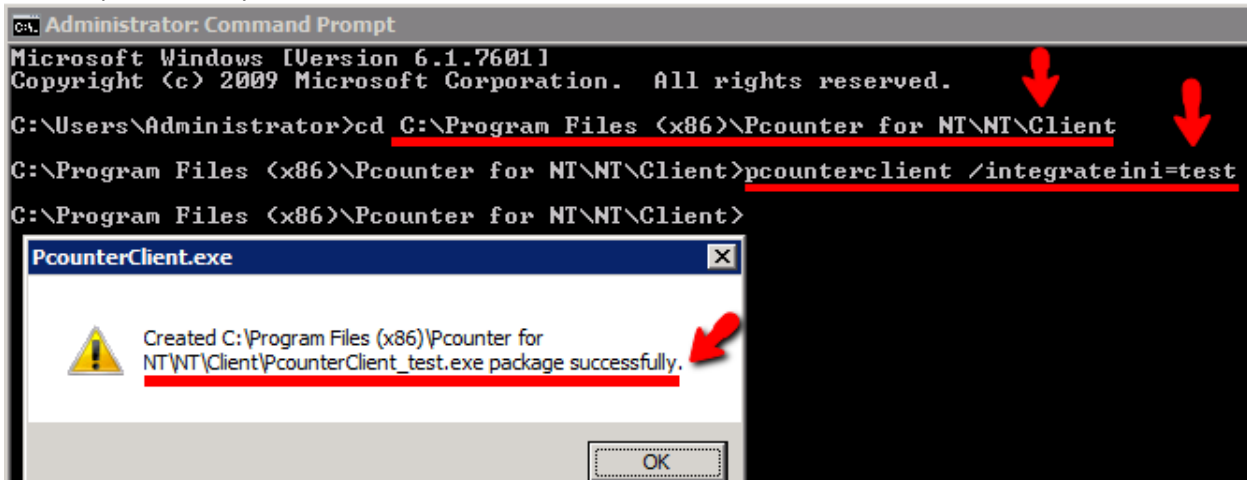 Administrator: Command Prompt
Microsoft Windows [Version 6.1.7601]
Copyright (c) 2009 Microsoft Corporation.  All rights reserved.
C:\Users\Administrator>cd C:\Program Files (x86)\Pcounter for NT\NT\Client
C:\Program Files (x86)\Pcounter for NT\NT\Client>pcounterclient /integrateini=test
C:\Program Files (x86)\Pcounter for NT\NT\Client>
PcounterClient.exe
Created C:\Program Files (x86)\Pcounter for
NT\NT\Client\PcounterClient_test.exe package successfully.
OK